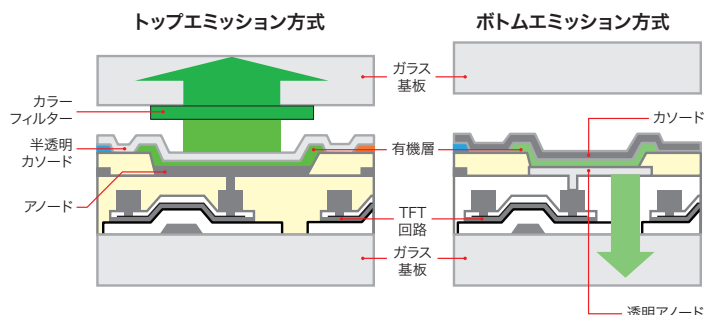 トップエミッション方式
ボトムエミッション方式
ガラス
基板
カラー
フィルター
カソード
半透明
カソード
有機層
アノード
TFT
回路
ガラス
基板
透明アノード